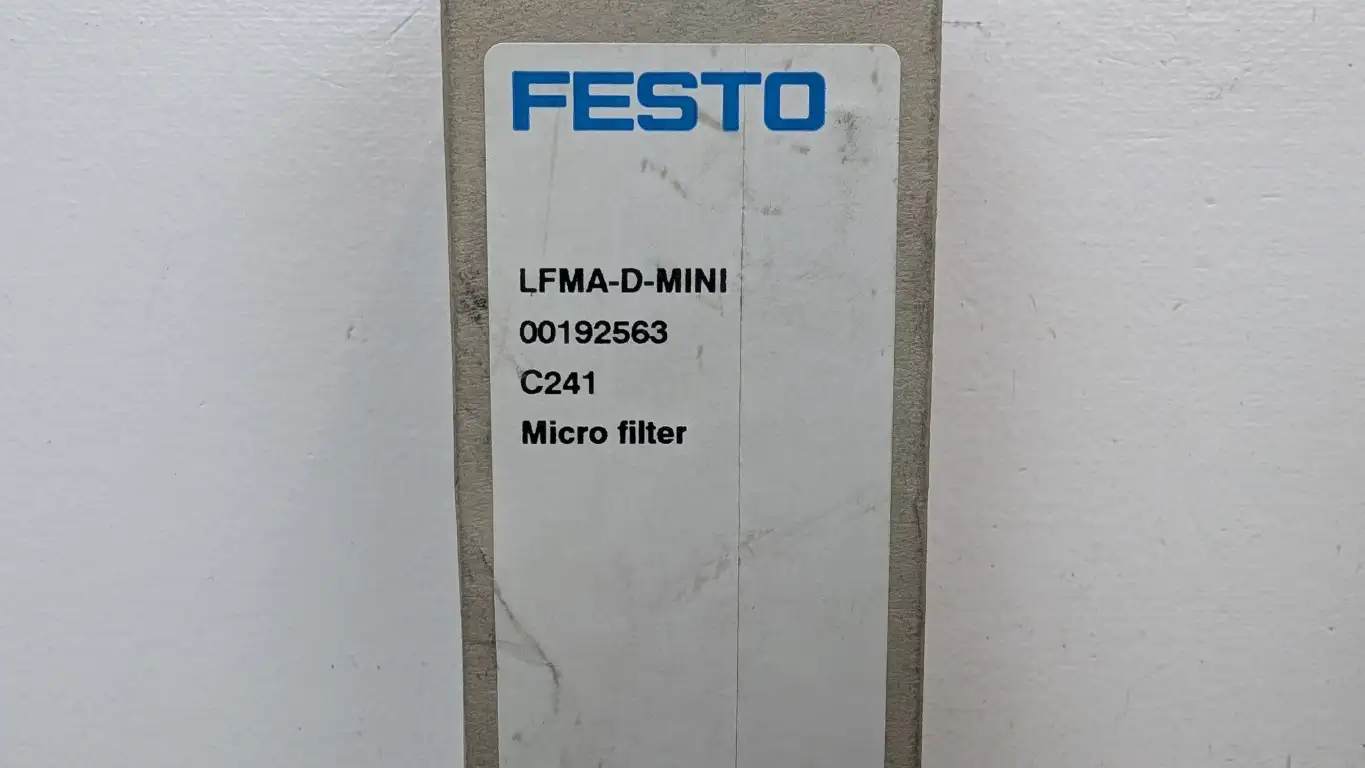 FESTO
LFMA-D-MINI
00192563
C241
Micro filter